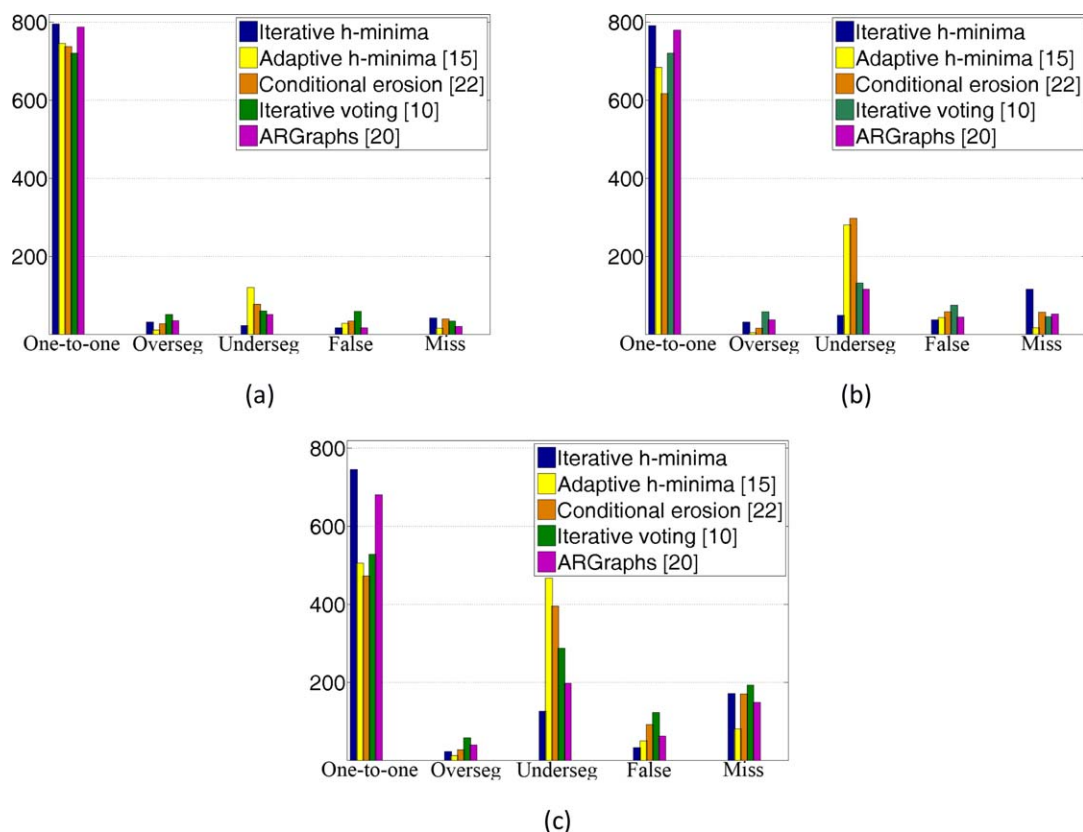 800
600
400
200
Iterative h-minima
Adaptive h-minima [15]
Conditional erosion [22]
Iterative voting [10]
ARGraphs [20]
One-to-one Overseg Underseg False Miss
(a)
800
600
400
200
Iterative h-minima
Adaptive h-minima [15]
Conditional erosion [22]
Iterative voting [10]
ARGraphs [20]
One-to-one Overseg Underseg False Miss
(b)
800
600
400
200
Iterative h-minima
Adaptive h-minima [15]
Conditional erosion [22]
Iterative voting [10]
ARGraphs [20]
One-to-one Overseg Underseg False Miss
(c)